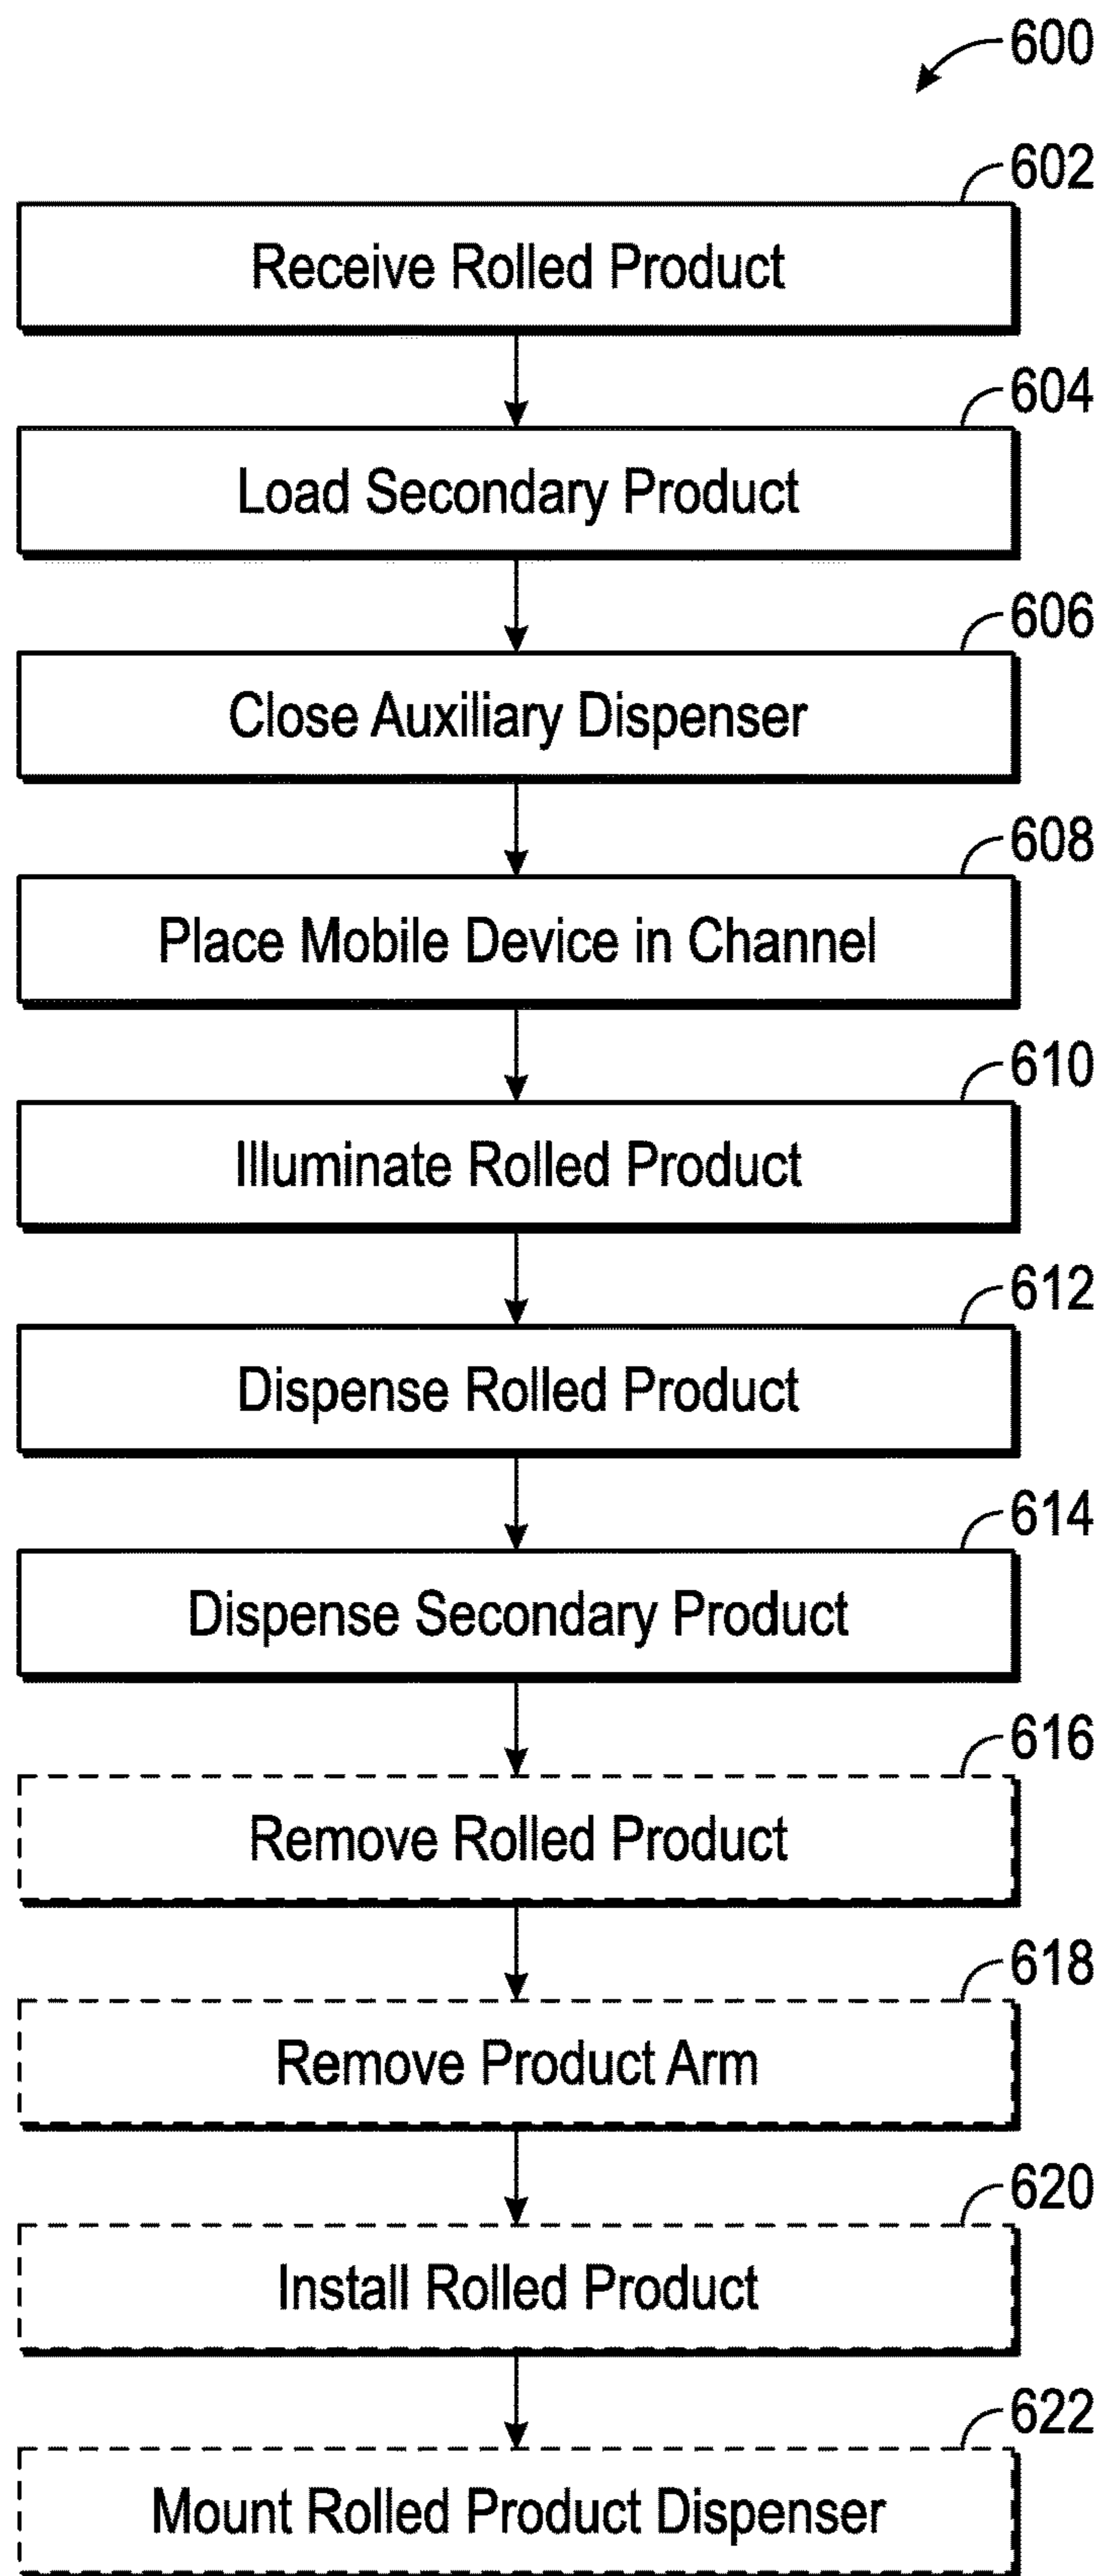 600
602
Receive Rolled Product
604
Load Secondary Product
606
Close Auxiliary Dispenser
608
Place Mobile Device in Channel
610
Illuminate Rolled Product
612
Dispense Rolled Product
614
Dispense Secondary Product
616
Remove Rolled Product
618
Remove Product Arm
620
Install Rolled Product
622
Mount Rolled Product Dispenser